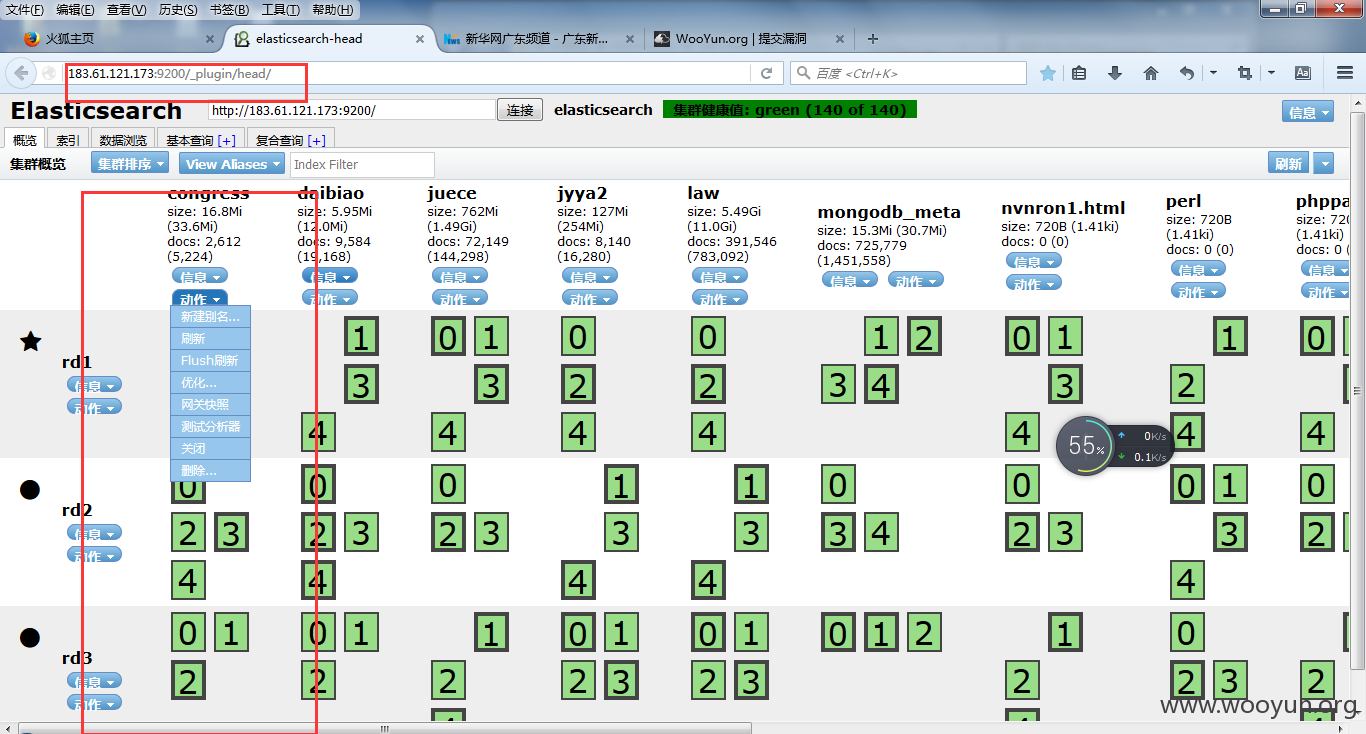 文件(F) 编辑(E) 查看(V) 历史(S) 书签(B) 工具(T) 帮助(H)
火狐主页 × elasticsearch-head × 新华网广东频道 - 广东新... × WooYun.org | 提交漏洞 × +
183.61.121.173:9200/_plugin/head/ 百度 <Ctrl+K>
Elasticsearch http://183.61.121.173:9200/ 连接 elasticsearch 集群健康值: green (140 of 140) 信息
概览 索引 数据浏览 基本查询 [+] 复合查询 [+]
集群概览 集群排序 View Aliases Index Filter 刷新
congress
size: 16.8Mi
(33.6Mi)
docs: 2,612
(5,224)
信息
动作
新建别名...
刷新
Flush刷新
优化...
网关快照
测试分析器
关闭
删除...
daibiao
size: 5.95Mi
(12.0Mi)
docs: 9,584
(19,168)
信息
动作
juece
size: 762Mi
(1.49Gi)
docs: 72,149
(144,298)
信息
动作
jyya2
size: 127Mi
(254Mi)
docs: 8,140
(16,280)
信息
动作
law
size: 5.49Gi
(11.0Gi)
docs: 391,546
(783,092)
信息
动作
mongodb_meta
size: 15.3Mi (30.7Mi)
docs: 725,779
(1,451,558)
信息 动作
nvnron1.html
size: 720B (1.41ki)
docs: 0 (0)
信息
动作
perl
size: 720B
(1.41ki)
docs: 0 (0)
信息
动作
phppa
size: 720
(1.41ki)
docs: 0 (
信息
动作
rd1
信息
动作
1 0 1 0 0 1 2 0 1 1 0
3 3 2 2 3 4 3 2
4 4 4 4 4 4 4
55% 0K/s
0.1K/s
rd2
信息
动作
0 0 0 1 1 0 0 0 1 0
2 3 2 3 2 3 3 3 3 4 2 3 3 2
4 4 4 4 4
rd3
信息
动作
0 1 0 1 1 0 1 0 1 0 1 2 1 0
2 2 2 2 3 2 3 2 2 3 2
www.wooyun.org